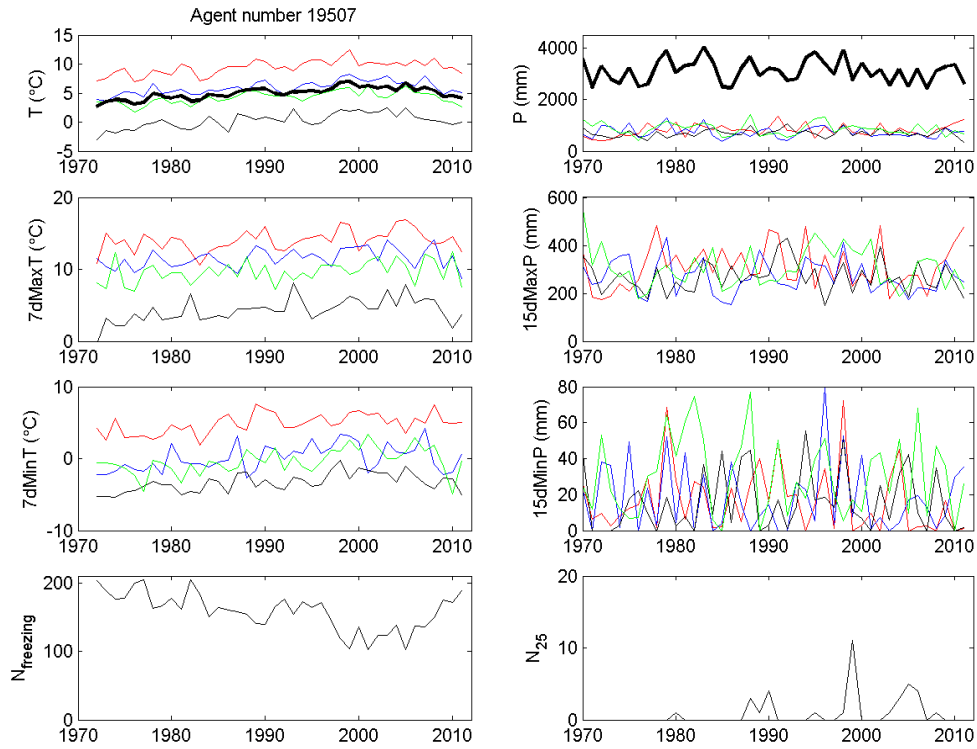 Agent number 19507
15
10
5
0
-5
T (°C)
1970 1980 1990 2000 2010
4000
2000
0
P (mm)
1970 1980 1990 2000 2010
20
10
0
7dMaxT (°C)
1970 1980 1990 2000 2010
600
400
200
0
15dMaxP (mm)
1970 1980 1990 2000 2010
10
0
-10
7dMinT (°C)
1970 1980 1990 2000 2010
80
60
40
20
0
15dMinP (mm)
1970 1980 1990 2000 2010
200
100
0
N freezing
1970 1980 1990 2000 2010
20
10
0
N 25
1970 1980 1990 2000 2010